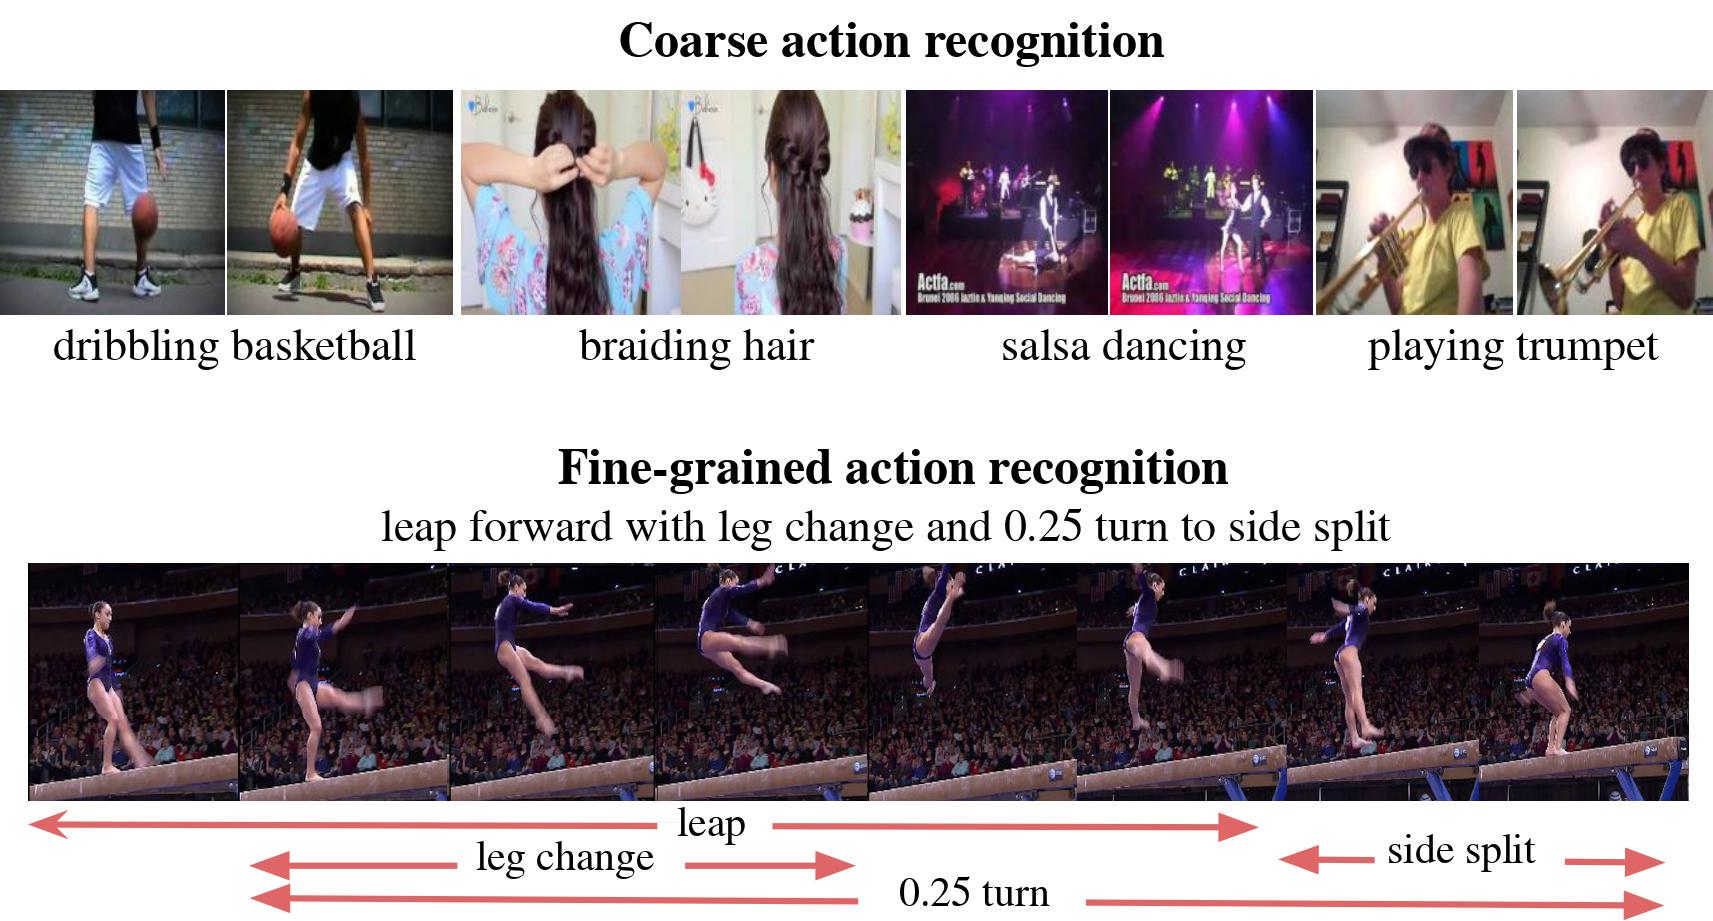 Coarse action recognition
Actfa.com
Brunei 2006 Jaztin & Yanqing Social Dancing
Actfa.com
Brunei 2006 Jaztin & Yanqing Social Dancing
dribbling basketball
braiding hair
salsa dancing
playing trumpet
Fine-grained action recognition
leap forward with leg change and 0.25 turn to side split
leap
leg change
side split
0.25 turn